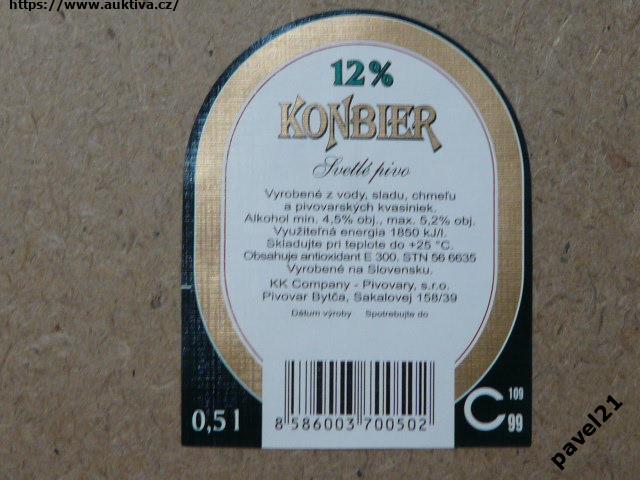 https://www.auktiva.cz/
12%
KONBIER
Svetlé pivo
Vyrobené z vody, sladu, chmeľu
a pivovarských kvasiniek.
Alkohol min. 4,5% obj., max. 5,2% obj.
Využiteľná energia 1850 kJ/l.
Skladujte pri teplote do +25 °C.
Obsahuje antioxidant E 300. STN 56 6635
Vyrobené na Slovensku.
KK Company - Pivovary, s.r.o.
Pivovar Bytča, Sakalovej 158/39
Dátum výroby Spotrebujte do
0,5 l
8 586003 700502
C 109
99
pavel21